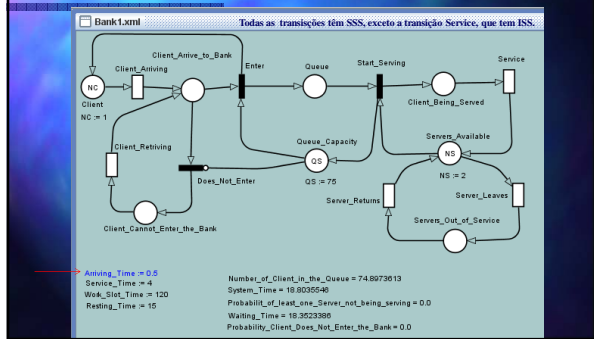 Bank1.xml
Todas as transisções têm SSS, exceto a transição Service, que tem ISS.
Client_Arrive_to_Bank
Enter
Queue
Start_Serving
Service
Client_Arriving
NC
Client
NC := 1
Client_Being_Served
Queue_Capacity
QS
QS := 75
Servers_Available
NS
NS := 2
Client_Retriving
Does_Not_Enter
Server_Returns
Server_Leaves
Servers_Out_of_Service
Client_Cannot_Enter_the_Bank
Arriving_Time := 0.5
Service_Time := 4
Work_Slot_Time := 120
Resting_Time := 15
Number_of_Client_in_the_Queue = 74.8973613
System_Time = 18.8035546
Probabilit_of_least_one_Server_not_being_serving = 0.0
Waiting_Time = 18.3523386
Probability_Client_Does_Not_Enter_the_Bank = 0.0